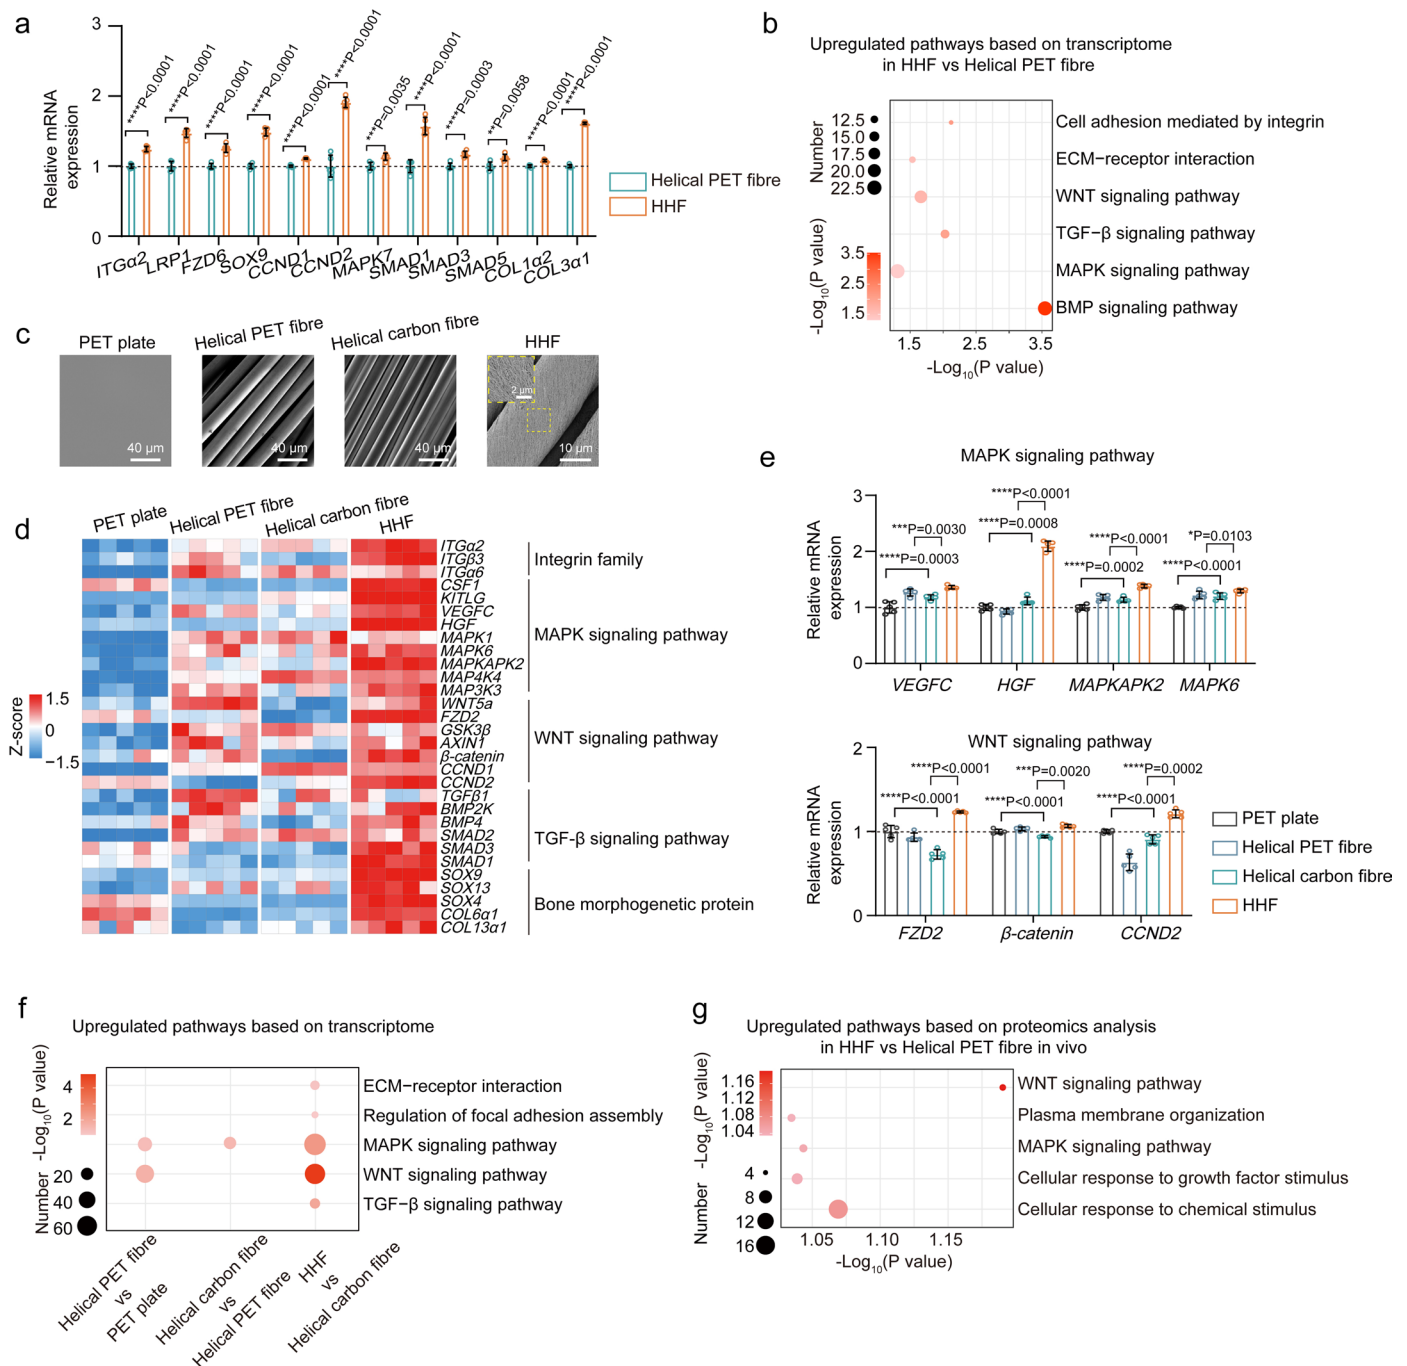 a
Relative mRNA
expression
3
2
1
0
****P<0.0001
****P<0.0001
****P<0.0001
****P<0.0001
****P<0.0001
****P<0.0001
**P=0.0035
****P<0.0001
****P=0.0003
**P=0.0058
****P<0.0001
****P<0.0001
ITGα2
LRP1
FZD6
SOX9
CCND1
CCND2
MAPK7
SMAD1
SMAD3
SMAD5
COL1α2
COL3α1
Helical PET fibre
HHF
b
Upregulated pathways based on transcriptome
in HHF vs Helical PET fibre
Number
12.5
15.0
17.5
20.0
22.5
-Log10(P value)
3.5
2.5
1.5
Cell adhesion mediated by integrin
ECM−receptor interaction
WNT signaling pathway
TGF−β signaling pathway
MAPK signaling pathway
BMP signaling pathway
1.5 2.5 3.5
-Log10(P value)
c
PET plate
Helical PET fibre
Helical carbon fibre
HHF
40 μm
40 μm
40 μm
2 μm
10 μm
d
PET plate
Helical PET fibre
Helical carbon fibre
HHF
Z-score
1.5
0
−1.5
ITGα2
ITGβ3
ITGα6
CSF1
KITLG
VEGFC
HGF
MAPK1
MAPK6
MAPKAPK2
MAP4K4
MAP3K3
WNT5a
FZD2
GSK3β
AXIN1
β-catenin
CCND1
CCND2
TGFβ1
BMP2K
BMP4
SMAD2
SMAD3
SMAD1
SOX9
SOX13
SOX4
COL6α1
COL13α1
Integrin family
MAPK signaling pathway
WNT signaling pathway
TGF-β signaling pathway
Bone morphogenetic protein
e
MAPK signaling pathway
Relative mRNA
expression
3
2
1
0
***P=0.0030
****P=0.0003
****P<0.0001
****P=0.0008
****P<0.0001
****P=0.0002
*P=0.0103
****P<0.0001
VEGFC HGF MAPKAPK2 MAPK6
WNT signaling pathway
Relative mRNA
expression
2
1
0
****P<0.0001
****P<0.0001
***P=0.0020
****P<0.0001
****P=0.0002
****P<0.0001
FZD2 β-catenin CCND2
PET plate
Helical PET fibre
Helical carbon fibre
HHF
f
Upregulated pathways based on transcriptome
-Log10(P value)
4
2
Number
20
40
60
ECM−receptor interaction
Regulation of focal adhesion assembly
MAPK signaling pathway
WNT signaling pathway
TGF−β signaling pathway
Helical PET fibre
vs
PET plate
Helical carbon fibre
vs
Helical PET fibre
HHF
vs
Helical carbon fibre
g
Upregulated pathways based on proteomics analysis
in HHF vs Helical PET fibre in vivo
-Log10(P value)
1.16
1.12
1.08
1.04
Number
4
8
12
16
WNT signaling pathway
Plasma membrane organization
MAPK signaling pathway
Cellular response to growth factor stimulus
Cellular response to chemical stimulus
1.05 1.10 1.15
-Log10(P value)